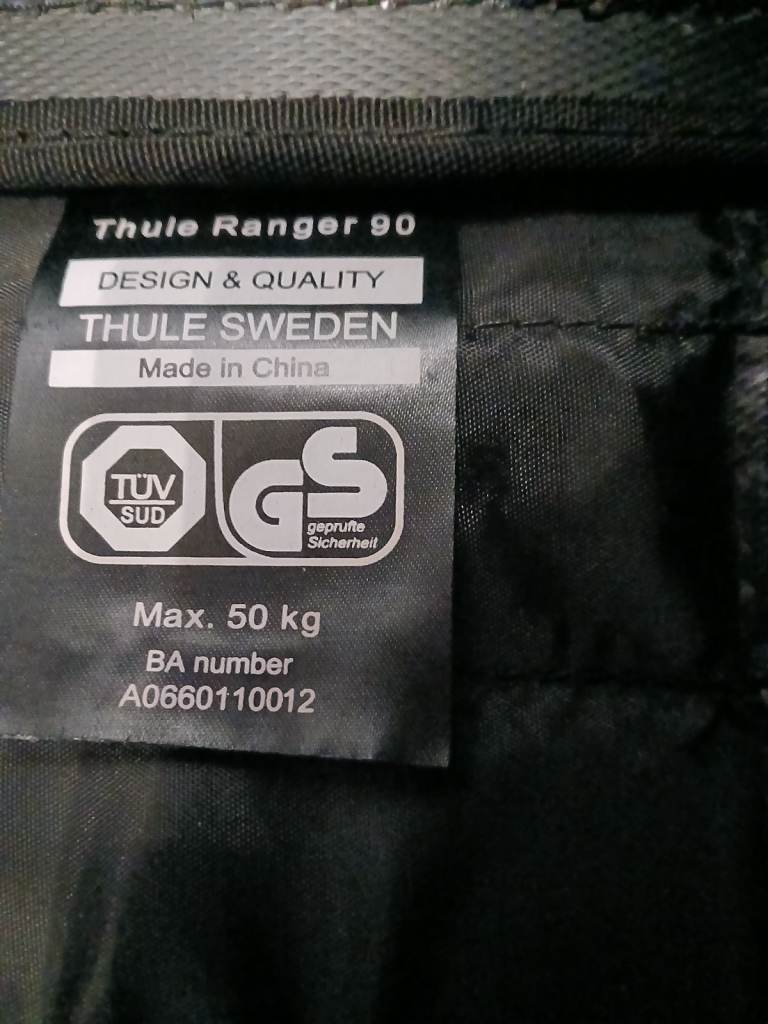 Thule Ranger 90
DESIGN & QUALITY
THULE SWEDEN
Made in China
TÜV
SUD
GS
geprufte
Sicherheit
Max. 50 kg
BA number
A0660110012